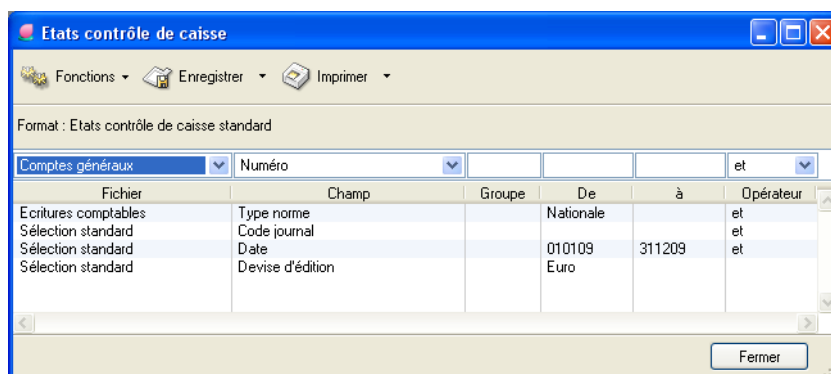 Etats contrôle de caisse
Fonctions Enregistrer Imprimer
Format : Etats contrôle de caisse standard
Comptes généraux Numéro et
Fichier Champ Groupe De à Opérateur
Ecritures comptables Type norme Nationale et
Sélection standard Code journal et
Sélection standard Date 010109 311209 et
Sélection standard Devise d'édition Euro
Fermer